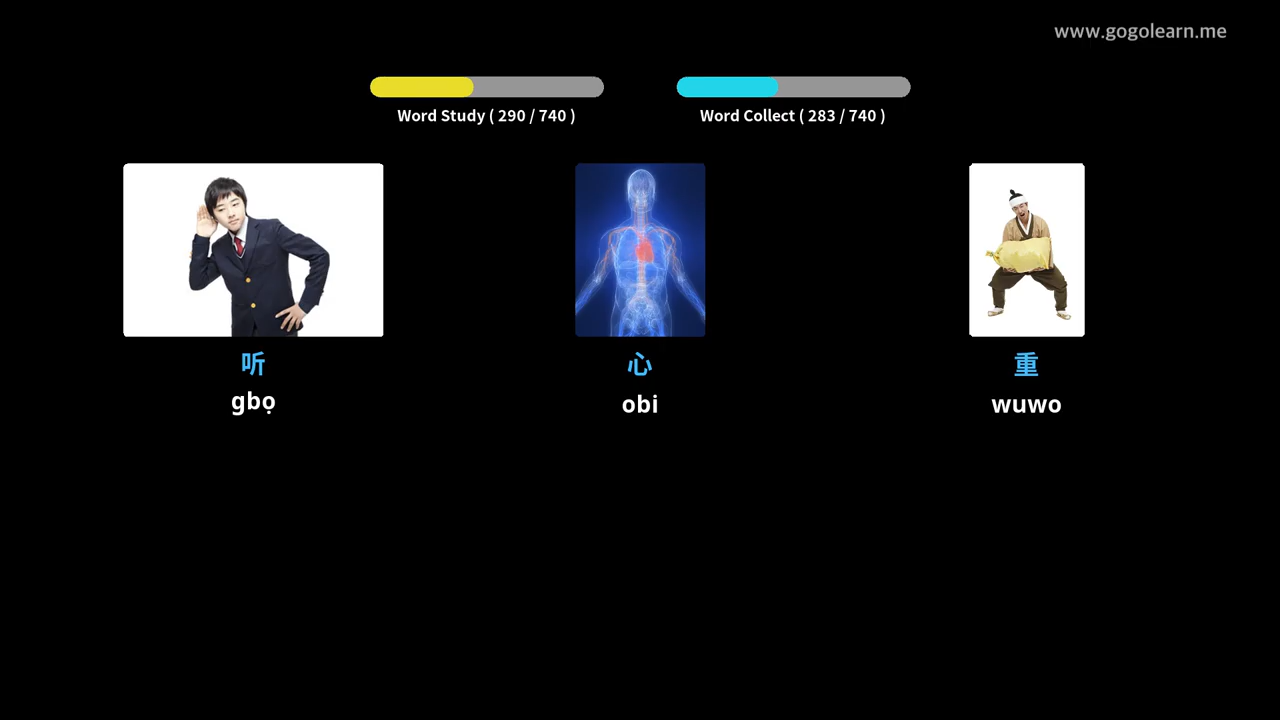 www.gogolearn.me
Word Study ( 290 / 740 )
Word Collect ( 283 / 740 )
听
gbọ
心
obi
重
wuwo